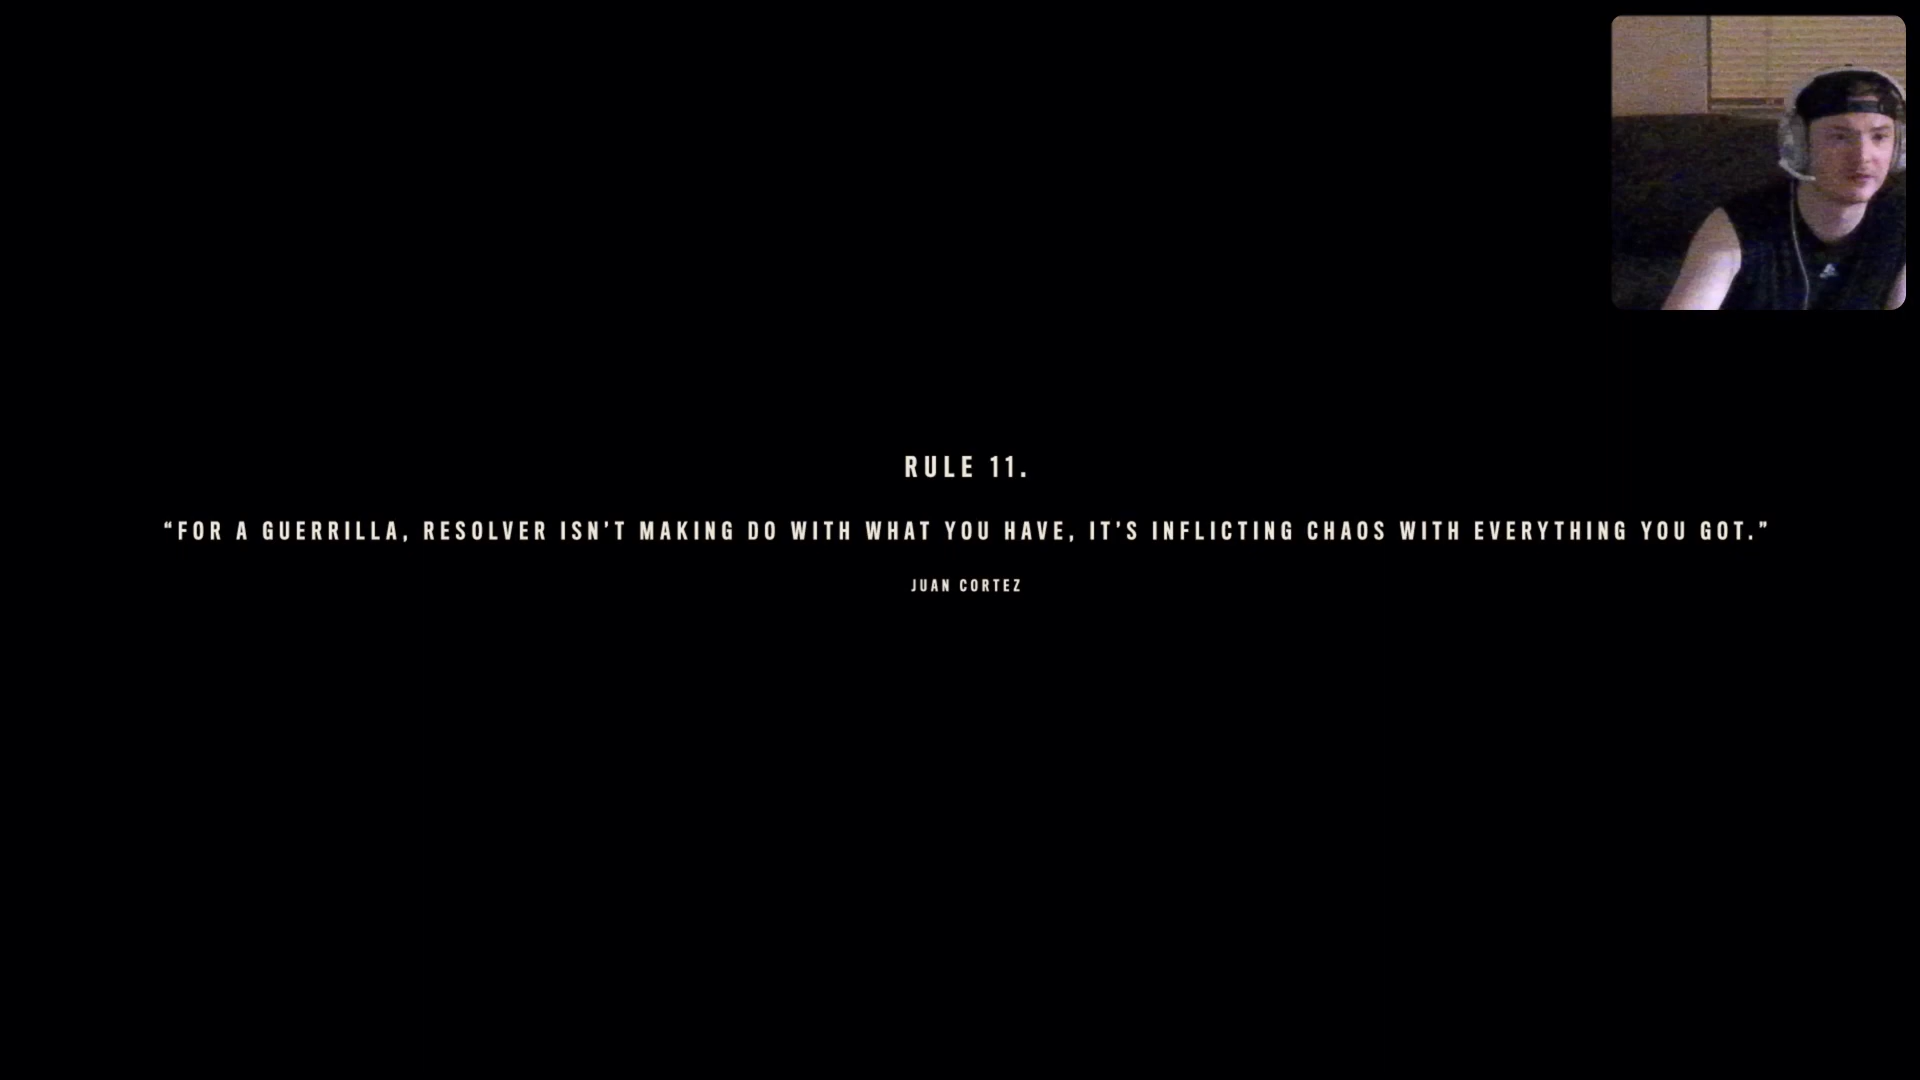 RULE 11.
“FOR A GUERRILLA, RESOLVER ISN’T MAKING DO WITH WHAT YOU HAVE, IT’S INFLICTING CHAOS WITH EVERYTHING YOU GOT.”
JUAN CORTEZ